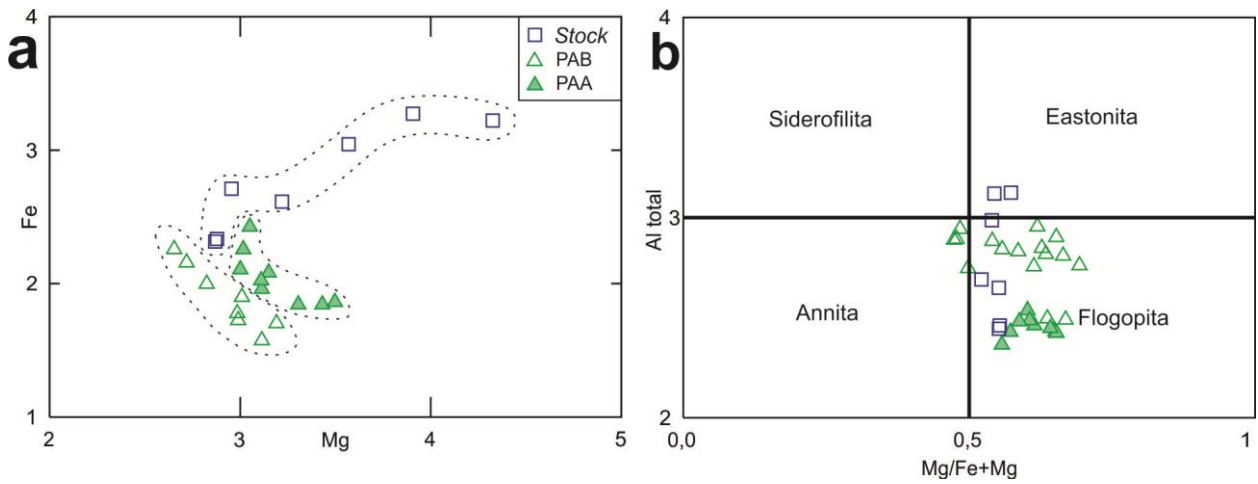 a
4
3
2
1
Fe
2
3
Mg
4
5
Stock
PAB
PAA
b
4
3
2
Al total
Siderofilita
Eastonita
Annita
Flogopita
0,0
0,5
1
Mg/Fe+Mg